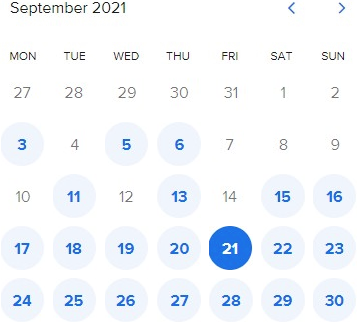 September 2021
MON TUE WED THU FRI SAT SUN
27 28 29 30 31 1 2
3 4 5 6 7 8 9
10 11 12 13 14 15 16
17 18 19 20 21 22 23
24 25 26 27 28 29 30